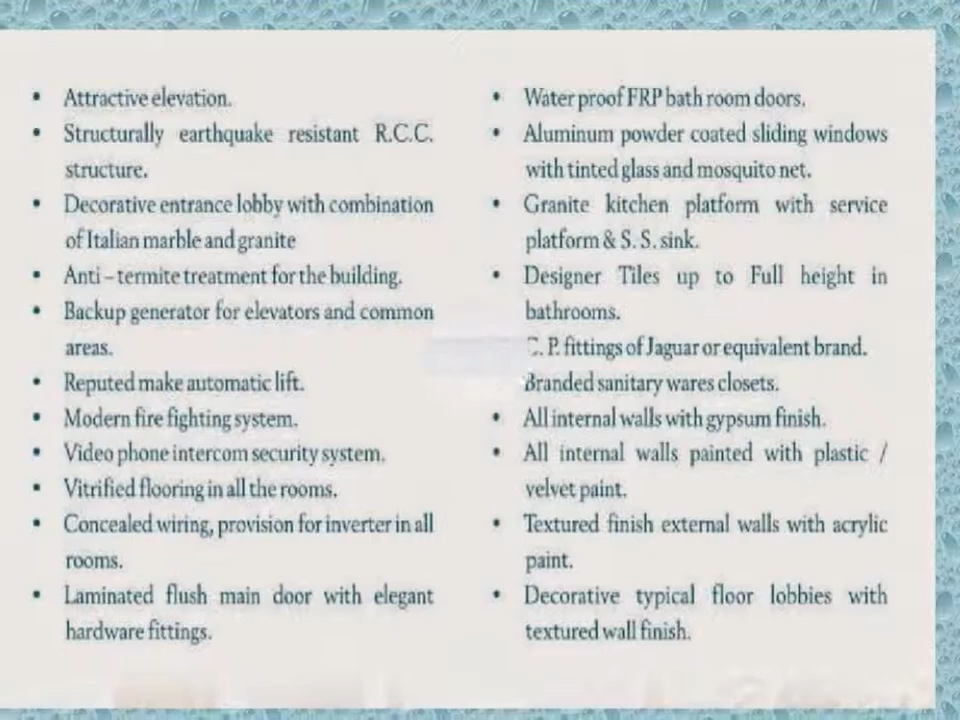 • Attractive elevation.
• Structurally earthquake resistant R.C.C.
structure.
• Decorative entrance lobby with combination
of Italian marble and granite
• Anti – termite treatment for the building.
• Backup generator for elevators and common
areas.
• Reputed make automatic lift.
• Modern fire fighting system.
• Video phone intercom security system.
• Vitrified flooring in all the rooms.
• Concealed wiring, provision for inverter in all
rooms.
• Laminated flush main door with elegant
hardware fittings.
• Water proof FRP bath room doors.
• Aluminum powder coated sliding windows
with tinted glass and mosquito net.
• Granite kitchen platform with service
platform & S. S. sink.
• Designer Tiles up to Full height in
bathrooms.
C. P. fittings of Jaguar or equivalent brand.
Branded sanitary wares closets.
• All internal walls with gypsum finish.
• All internal walls painted with plastic /
velvet paint.
• Textured finish external walls with acrylic
paint.
• Decorative typical floor lobbies with
textured wall finish.